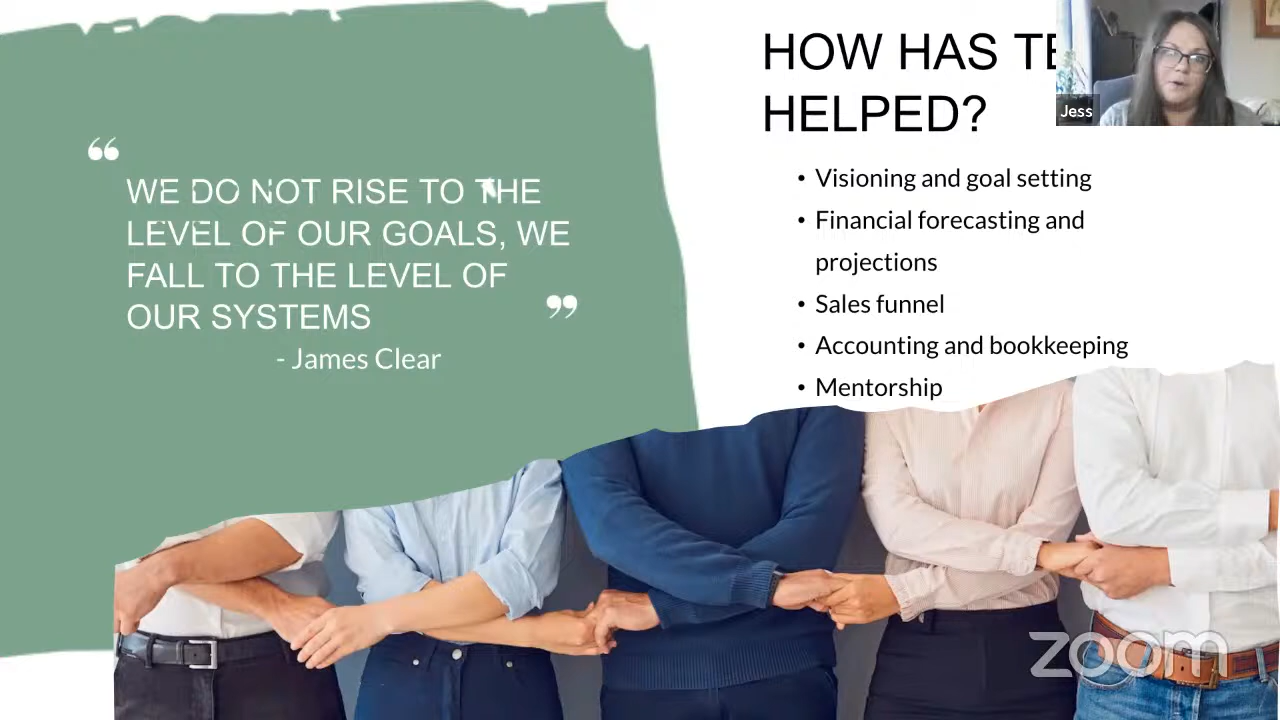 “
WE DO NOT RISE TO THE
LEVEL OF OUR GOALS, WE
FALL TO THE LEVEL OF
OUR SYSTEMS
”
- James Clear
HOW HAS
HELPED?
• Visioning and goal setting
• Financial forecasting and
projections
• Sales funnel
• Accounting and bookkeeping
• Mentorship
Jess
zoom